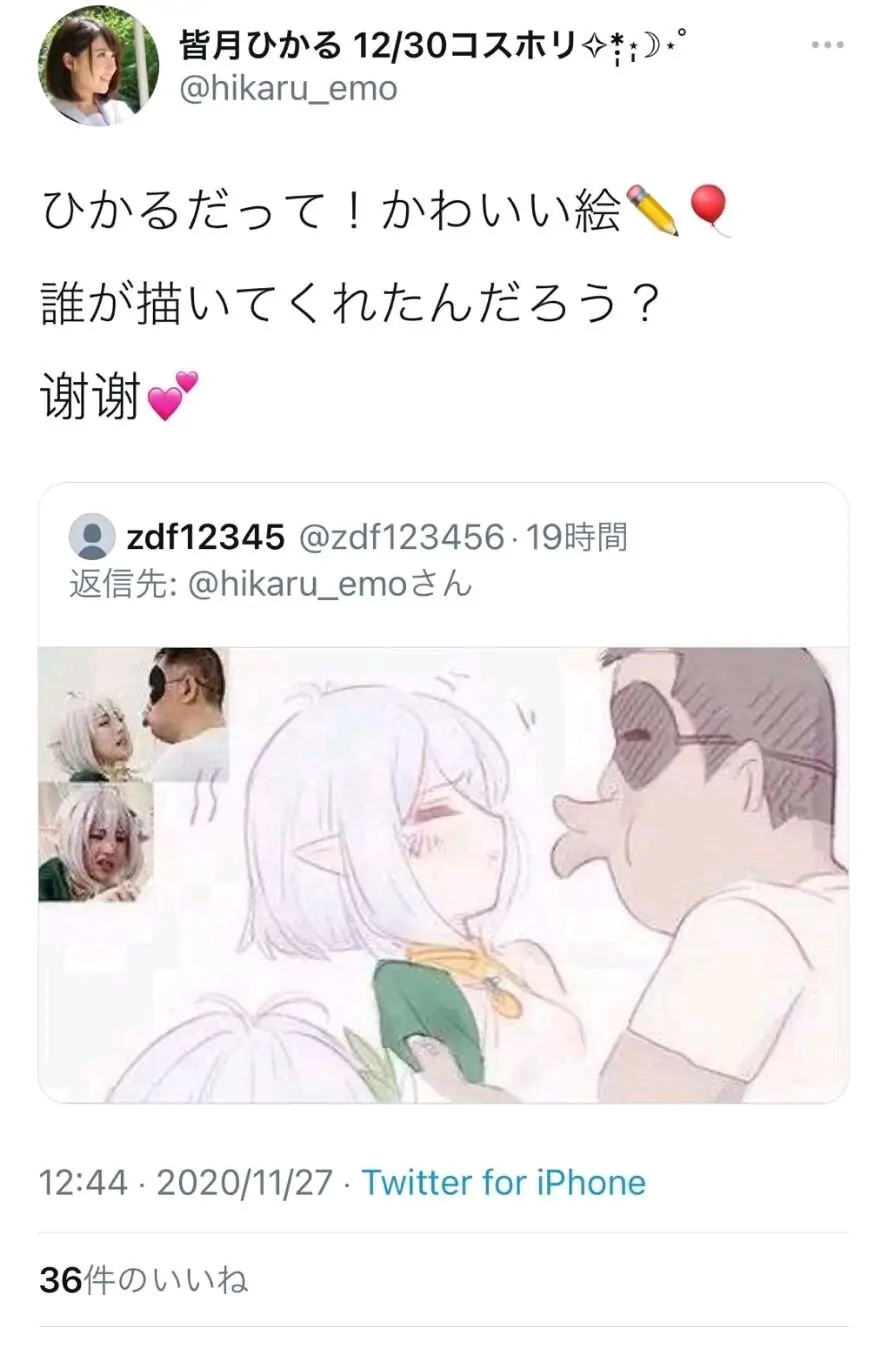 皆月ひかる 12/30コスホリ✧*̣̩⋆̩☽⋆゜
@hikaru_emo
ひかるだって！かわいい絵✏️🎈
誰が描いてくれたんだろう？
谢谢💕
zdf12345 @zdf123456 · 19時間
返信先: @hikaru_emoさん
12:44 · 2020/11/27 · Twitter for iPhone
36件のいいね